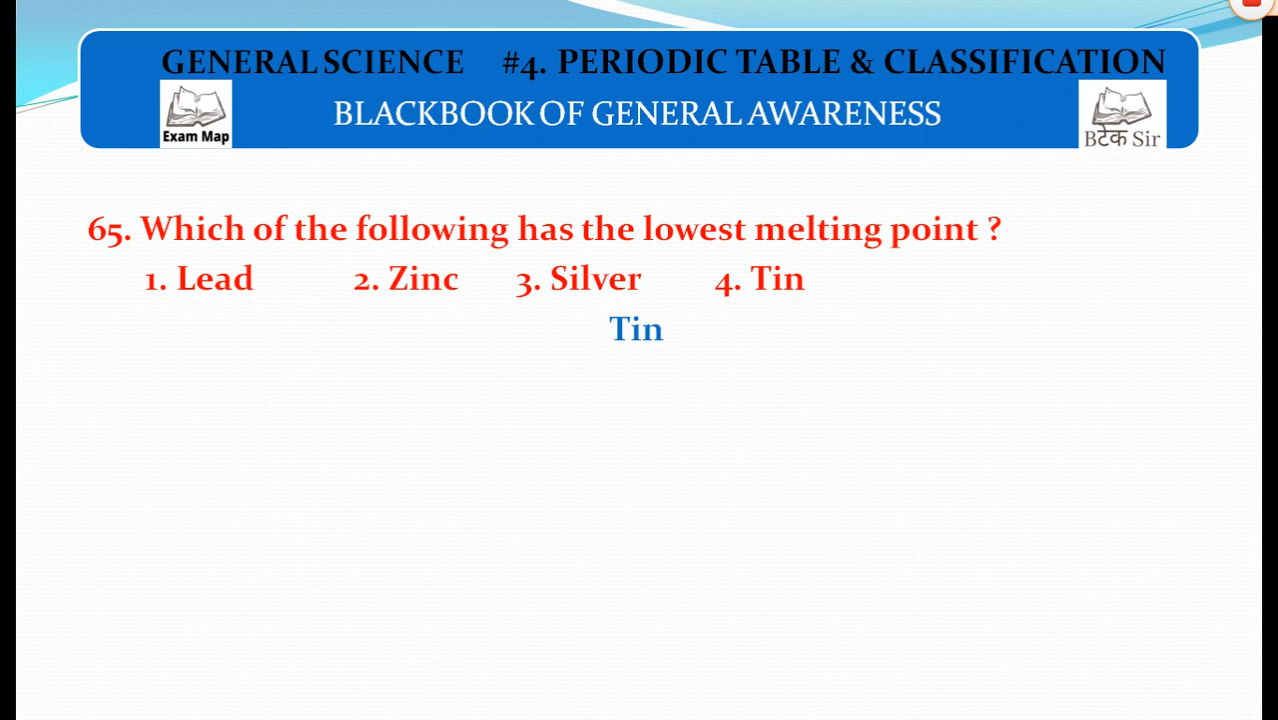 GENERAL SCIENCE #4. PERIODIC TABLE & CLASSIFICATION
BLACKBOOK OF GENERAL AWARENESS
Exam Map
Bटेक Sir
65. Which of the following has the lowest melting point ?
1. Lead 2. Zinc 3. Silver 4. Tin
Tin